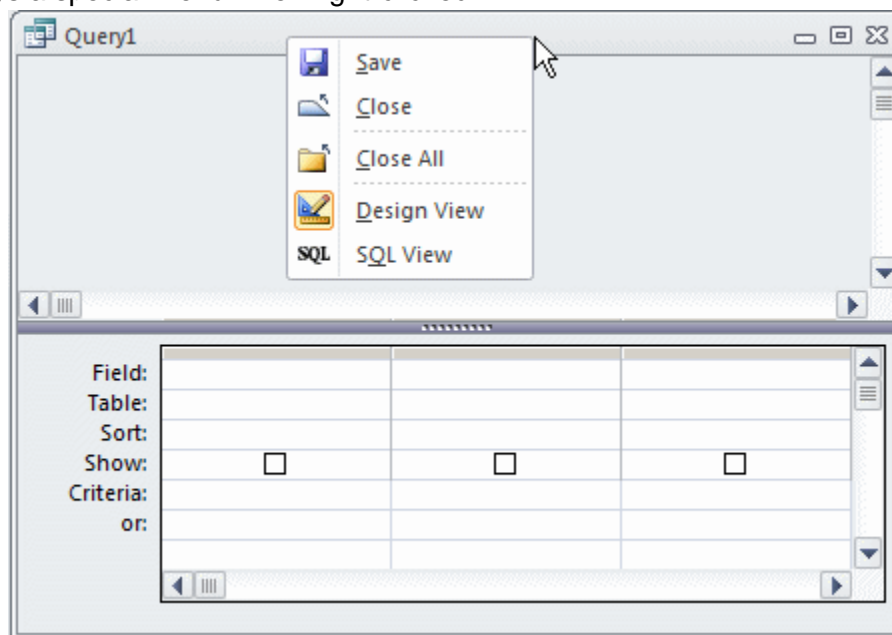 Query1
Save
Close
Close All
Design View
SQL SQL View
Field:
Table:
Sort:
Show:
Criteria:
or: